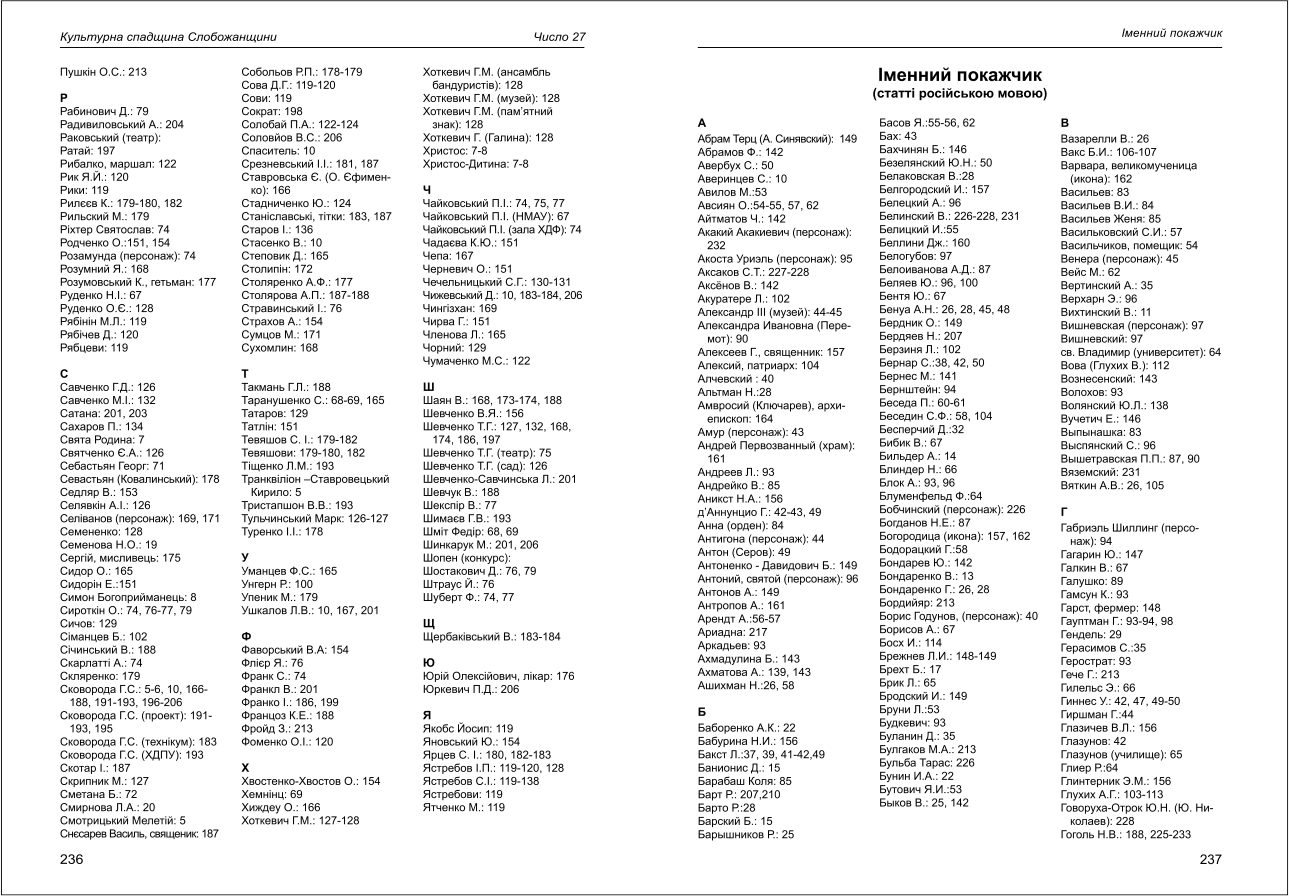 Культурна спадщина Слобожанщини
Число 27
Пушкін О.С.: 213
Р
Рабинович Д.: 79
Радивиловський А.: 204
Раковський (театр):
Ратай: 197
Рибалко, маршал: 122
Рик Я.Й.: 120
Рики: 119
Рилєєв К.: 179-180, 182
Рильский М.: 179
Ріхтер Святослав: 74
Родченко О.:151, 154
Розамунда (персонаж): 74
Розумний Я.: 168
Розумовський К., гетьман: 177
Руденко Н.І.: 67
Руденко О.Є.: 128
Рябінін М.Л.: 119
Рябічев Д.: 120
Рябцеви: 119
С
Савченко Г.Д.: 126
Савченко М.І.: 132
Сатана: 201, 203
Сахаров П.: 134
Свята Родина: 7
Святченко Є.А.: 126
Себастьян Георг: 71
Севастьян (Ковалинський): 178
Седляр В.: 153
Селявкін А.І.: 126
Селіванов (персонаж): 169, 171
Семененко: 128
Семенова Н.О.: 19
Сергій, мисливець: 175
Сидор О.: 165
Сидорін Е.:151
Симон Богоприйманець: 8
Сироткін О.: 74, 76-77, 79
Сичов: 129
Сіманцев Б.: 102
Січинський В.: 188
Скарлатті А.: 74
Скляренко: 179
Сковорода Г.С.: 5-6, 10, 166-
188, 191-193, 196-206
Сковорода Г.С. (проект): 191-
193, 195
Сковорода Г.С. (технікум): 183
Сковорода Г.С. (ХДПУ): 193
Скотар І.: 187
Скрипник М.: 127
Сметана Б.: 72
Смирнова Л.А.: 20
Смотрицький Мелетій: 5
Снєсарев Василь, священик: 187
Собольов Р.П.: 178-179
Сова Д.Г.: 119-120
Сови: 119
Сократ: 198
Солобай П.А.: 122-124
Соловйов В.С.: 206
Спаситель: 10
Срезневський І.І.: 181, 187
Ставровська Є. (О. Єфимен-
ко): 166
Стадниченко Ю.: 124
Станіславські, тітки: 183, 187
Старов І.: 136
Стасенко В.: 10
Степовик Д.: 165
Столипін: 172
Столяренко А.Ф.: 177
Столярова А.П.: 187-188
Стравинський І.: 76
Страхов А.: 154
Сумцов М.: 171
Сухомлин: 168
Т
Такмань Г.Л.: 188
Таранушенко С.: 68-69, 165
Татаров: 129
Татлін: 151
Тевяшов С. І.: 179-182
Тевяшови: 179-180, 182
Тіщенко Л.М.: 193
Транквіліон –Ставровецький
Кирило: 5
Тристапшон В.В.: 193
Тульчинський Марк: 126-127
Туренко І.І.: 178
У
Уманцев Ф.С.: 165
Унгерн Р.: 100
Упеник М.: 179
Ушкалов Л.В.: 10, 167, 201
Ф
Фаворський В.А: 154
Флієр Я.: 76
Франк С.: 74
Франкл В.: 201
Франко І.: 186, 199
Француз К.Е.: 188
Фройд З.: 213
Фоменко О.І.: 120
Х
Хвостенко-Хвостов О.: 154
Хемнінц: 69
Хиждеу О.: 166
Хоткевич Г.М.: 127-128
Хоткевич Г.М. (ансамбль
бандуристів): 128
Хоткевич Г.М. (музей): 128
Хоткевич Г.М. (пам’ятний
знак): 128
Хоткевич Г. (Галина): 128
Христос: 7-8
Христос-Дитина: 7-8
Ч
Чайковський П.І.: 74, 75, 77
Чайковський П.І. (НМАУ): 67
Чайковський П.І. (зала ХДФ): 74
Чадаєва К.Ю.: 151
Чепа: 167
Черневич О.: 151
Чечельницький С.Г.: 130-131
Чижевський Д.: 10, 183-184, 206
Чингізхан: 169
Чирва Г.: 151
Членова Л.: 165
Чорний: 129
Чумаченко М.С.: 122
Ш
Шаян В.: 168, 173-174, 188
Шевченко В.Я.: 156
Шевченко Т.Г.: 127, 132, 168,
174, 186, 197
Шевченко Т.Г. (театр): 75
Шевченко Т.Г. (сад): 126
Шевченко-Савчинська Л.: 201
Шевчук В.: 188
Шекспір В.: 77
Шимаєв Г.В.: 193
Шміт Федір: 68, 69
Шинкарук М.: 201, 206
Шопен (конкурс):
Шостакович Д.: 76, 79
Штраус Й.: 76
Шуберт Ф.: 74, 77
Щ
Щербаківський В.: 183-184
Ю
Юрій Олексійович, лікар: 176
Юркевич П.Д.: 206
Я
Якобс Йосип: 119
Яновський Ю.: 154
Ярцев С. І.: 180, 182-183
Ястребов І.П.: 119-120, 128
Ястребов С.І.: 119-138
Ястребови: 119
Ятченко М.: 119
236
Іменний покажчик
Іменний покажчик
(статті російською мовою)
А
Абрам Терц (А. Синявский): 149
Абрамов Ф.: 142
Авербух С.: 50
Аверинцев С.: 10
Авилов М.:53
Авсиян О.:54-55, 57, 62
Айтматов Ч.: 142
Акакий Акакиевич (персонаж):
232
Акоста Уриэль (персонаж): 95
Аксаков С.Т.: 227-228
Аксёнов В.: 142
Акуратере Л.: 102
Александр III (музей): 44-45
Александра Ивановна (Пере-
мот): 90
Алексеев Г., священник: 157
Алексий, патриарх: 104
Алчевский : 40
Альтман Н.:28
Амвросий (Ключарев), архи-
епископ: 164
Амур (персонаж): 43
Андрей Первозванный (храм):
161
Андреев Л.: 93
Андрейко В.: 85
Аникст Н.А.: 156
д’Аннунцио Г.: 42-43, 49
Анна (орден): 84
Антигона (персонаж): 44
Антон (Серов): 49
Антоненко - Давидович Б.: 149
Антоний, святой (персонаж): 96
Антонов А.: 149
Антропов А.: 161
Арендт А.:56-57
Ариадна: 217
Аркадьев: 93
Ахмадулина Б.: 143
Ахматова А.: 139, 143
Ашихман Н.:26, 58
Б
Баборенко А.К.: 22
Бабурина Н.И.: 156
Бакст Л.:37, 39, 41-42,49
Банионис Д.: 15
Барабаш Коля: 85
Барт Р.: 207,210
Барто Р.:28
Барский Б.: 15
Барышников Р.: 25
Басов Я.:55-56, 62
Бах: 43
Бахчинян Б.: 146
Безелянский Ю.Н.: 50
Белаковская В.:28
Белгородский И.: 157
Белецкий А.: 96
Белинский В.: 226-228, 231
Белицкий И.:55
Беллини Дж.: 160
Белогубов: 97
Белоиванова А.Д.: 87
Беляев Ю.: 96, 100
Бентя Ю.: 67
Бенуа А.Н.: 26, 28, 45, 48
Бердник О.: 149
Бердяев Н.: 207
Берзиня Л.: 102
Бернар С.:38, 42, 50
Бернес М.: 141
Бернштейн: 94
Беседа П.: 60-61
Беседин С.Ф.: 58, 104
Бесперчий Д.:32
Бибик В.: 67
Бильдер А.: 14
Блиндер Н.: 66
Блок А.: 93, 96
Блуменфельд Ф.:64
Бобчинский (персонаж): 226
Богданов Н.Е.: 87
Богородица (икона): 157, 162
Бодорацкий Г.:58
Бондарев Ю.: 142
Бондаренко В.: 13
Бондаренко Г.: 26, 28
Бордийяр: 213
Борис Годунов, (персонаж): 40
Борисов А.: 67
Босх И.: 114
Брежнев Л.И.: 148-149
Брехт Б.: 17
Брик Л.: 65
Бродский И.: 149
Бруни Л.:53
Будкевич: 93
Буланин Д.: 35
Булгаков М.А.: 213
Бульба Тарас: 226
Бунин И.А.: 22
Бутович Я.И.:53
Быков В.: 25, 142
В
Вазарелли В.: 26
Вакс Б.И.: 106-107
Варвара, великомученица
(икона): 162
Васильев: 83
Васильев В.И.: 84
Васильев Женя: 85
Васильковский С.И.: 57
Васильчиков, помещик: 54
Венера (персонаж): 45
Вейс М.: 62
Вертинский А.: 35
Верхарн Э.: 96
Вихтинский В.: 11
Вишневская (персонаж): 97
Вишневский: 97
св. Владимир (университет): 64
Вова (Глухих В.): 112
Вознесенский: 143
Волохов: 93
Волянский Ю.Л.: 138
Вучетич Е.: 146
Выпынашка: 83
Выспянский С.: 96
Вышетравская П.П.: 87, 90
Вяземский: 231
Вяткин А.В.: 26, 105
Г
Габриэль Шиллинг (персо-
наж): 94
Гагарин Ю.: 147
Галкин В.: 67
Галушко: 89
Гамсун К.: 93
Гарст, фермер: 148
Гауптман Г.: 93-94, 98
Гендель: 29
Герасимов С.:35
Герострат: 93
Гече Г.: 213
Гилельс Э.: 66
Гиннес У.: 42, 47, 49-50
Гиршман Г.:44
Глазичев В.Л.: 156
Глазунов: 42
Глазунов (училище): 65
Глиер Р.:64
Глинтерник Э.М.: 156
Глухих А.Г.: 103-113
Говоруха-Отрок Ю.Н. (Ю. Ни-
колаев): 228
Гоголь Н.В.: 188, 225-233
237